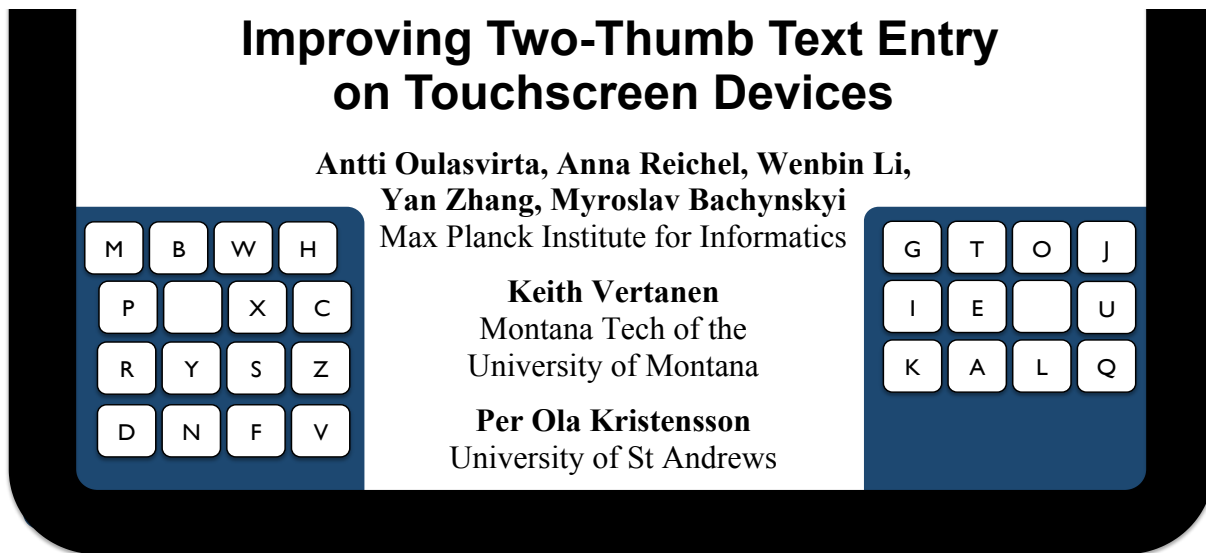 Improving Two-Thumb Text Entry
on Touchscreen Devices
Antti Oulasvirta, Anna Reichel, Wenbin Li,
Yan Zhang, Myroslav Bachynskyi
Max Planck Institute for Informatics
Keith Vertanen
Montana Tech of the
University of Montana
Per Ola Kristensson
University of St Andrews
M B W H
P X C
R Y S Z
D N F V
G T O J
I E U
K A L Q